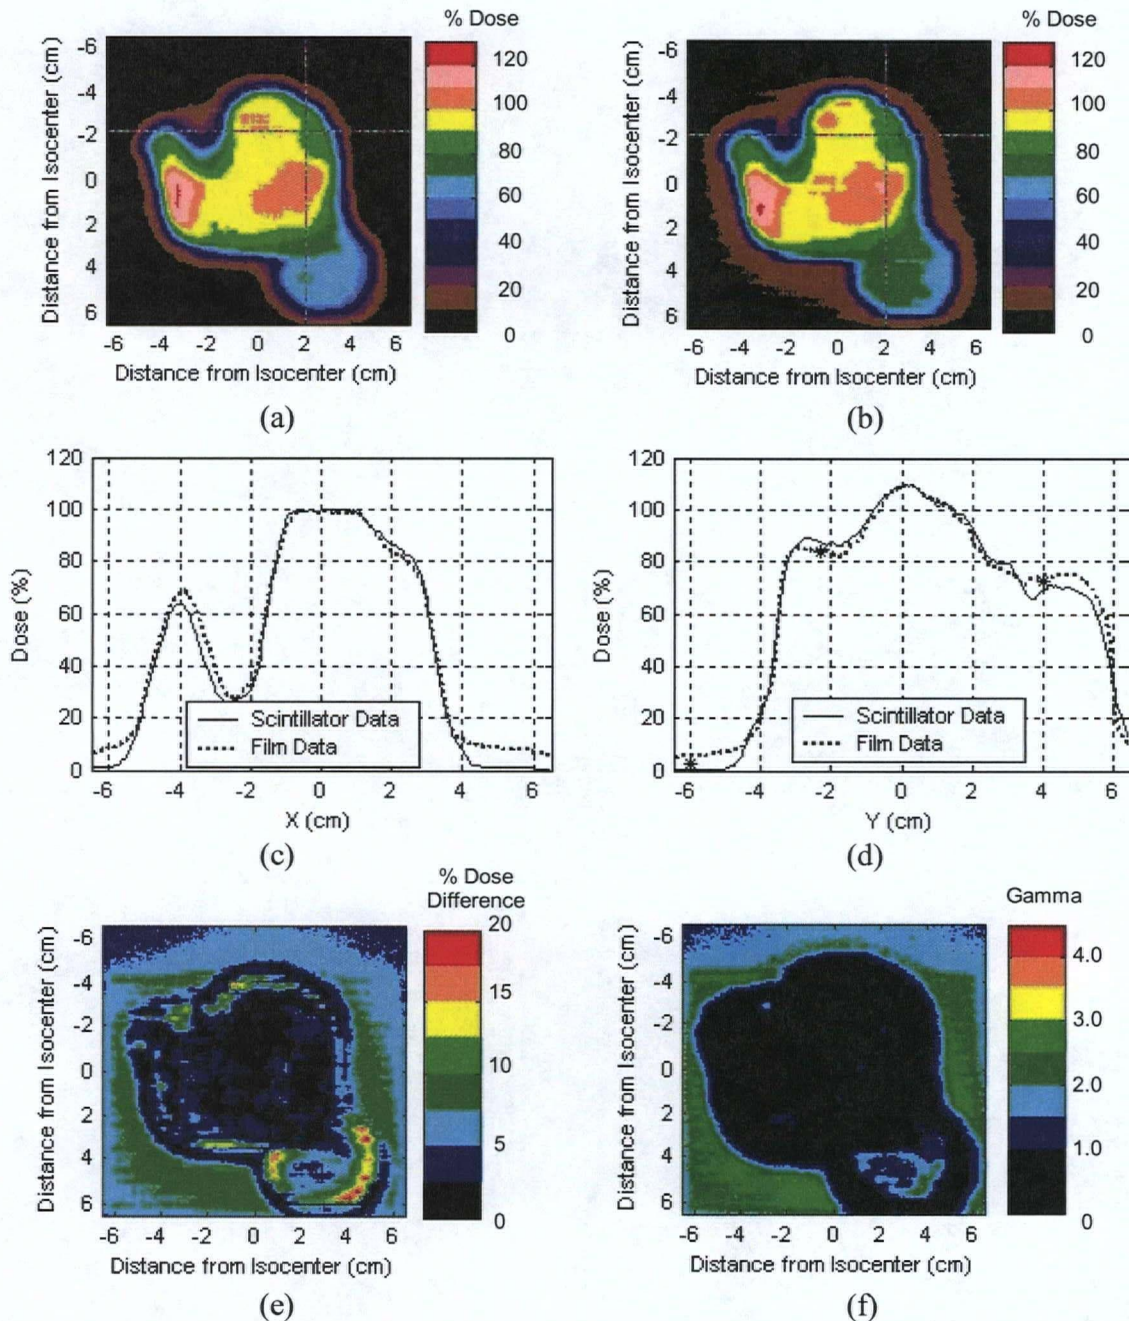 % Dose
-6
-4
-2
0
2
4
6
Distance from Isocenter (cm)
-6 -4 -2 0 2 4 6
Distance from Isocenter (cm)
120
100
80
60
40
20
0
(a)
% Dose
-6
-4
-2
0
2
4
6
Distance from Isocenter (cm)
-6 -4 -2 0 2 4 6
Distance from Isocenter (cm)
120
100
80
60
40
20
0
(b)
120
100
80
60
40
20
0
Dose (%)
Scintillator Data
Film Data
-6 -4 -2 0 2 4 6
X (cm)
(c)
120
100
80
60
40
20
0
Dose (%)
Scintillator Data
Film Data
-6 -4 -2 0 2 4 6
Y (cm)
(d)
% Dose
Difference
-6
-4
-2
0
2
4
6
Distance from Isocenter (cm)
-6 -4 -2 0 2 4 6
Distance from Isocenter (cm)
20
15
10
5
0
(e)
Gamma
-6
-4
-2
0
2
4
6
Distance from Isocenter (cm)
-6 -4 -2 0 2 4 6
Distance from Isocenter (cm)
4.0
3.0
2.0
1.0
0
(f)